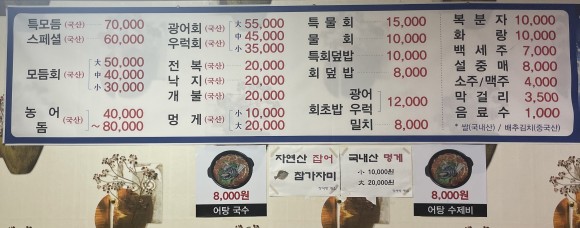 특모듬 (국산) 70,000
스페셜 (국산) 60,000
모듬회 (국산) 大 50,000
中 40,000
小 30,000
농어 돔 (국산) 40,000
~ 80,000
광어회 (국산) 大 55,000
우럭회 (국산) 中 45,000
小 35,000
전복 (국산) 20,000
낙지 (국산) 20,000
개불 (국산) 20,000
멍게 (국산) 小 10,000
大 20,000
특물회 15,000
물회 10,000
특회덮밥 10,000
회덮밥 8,000
회초밥 광어 우럭 12,000
밀치 8,000
복분자 10,000
화랑 10,000
백세주 7,000
설중매 8,000
소주/맥주 4,000
막걸리 3,500
음료수 1,000
* 쌀(국내산) / 배추김치(중국산)
8,000원
어탕 국수
자연산 잡어
참가자미
국내산 멍게
小 10,000원
大 20,000원
8,000원
어탕 수제비